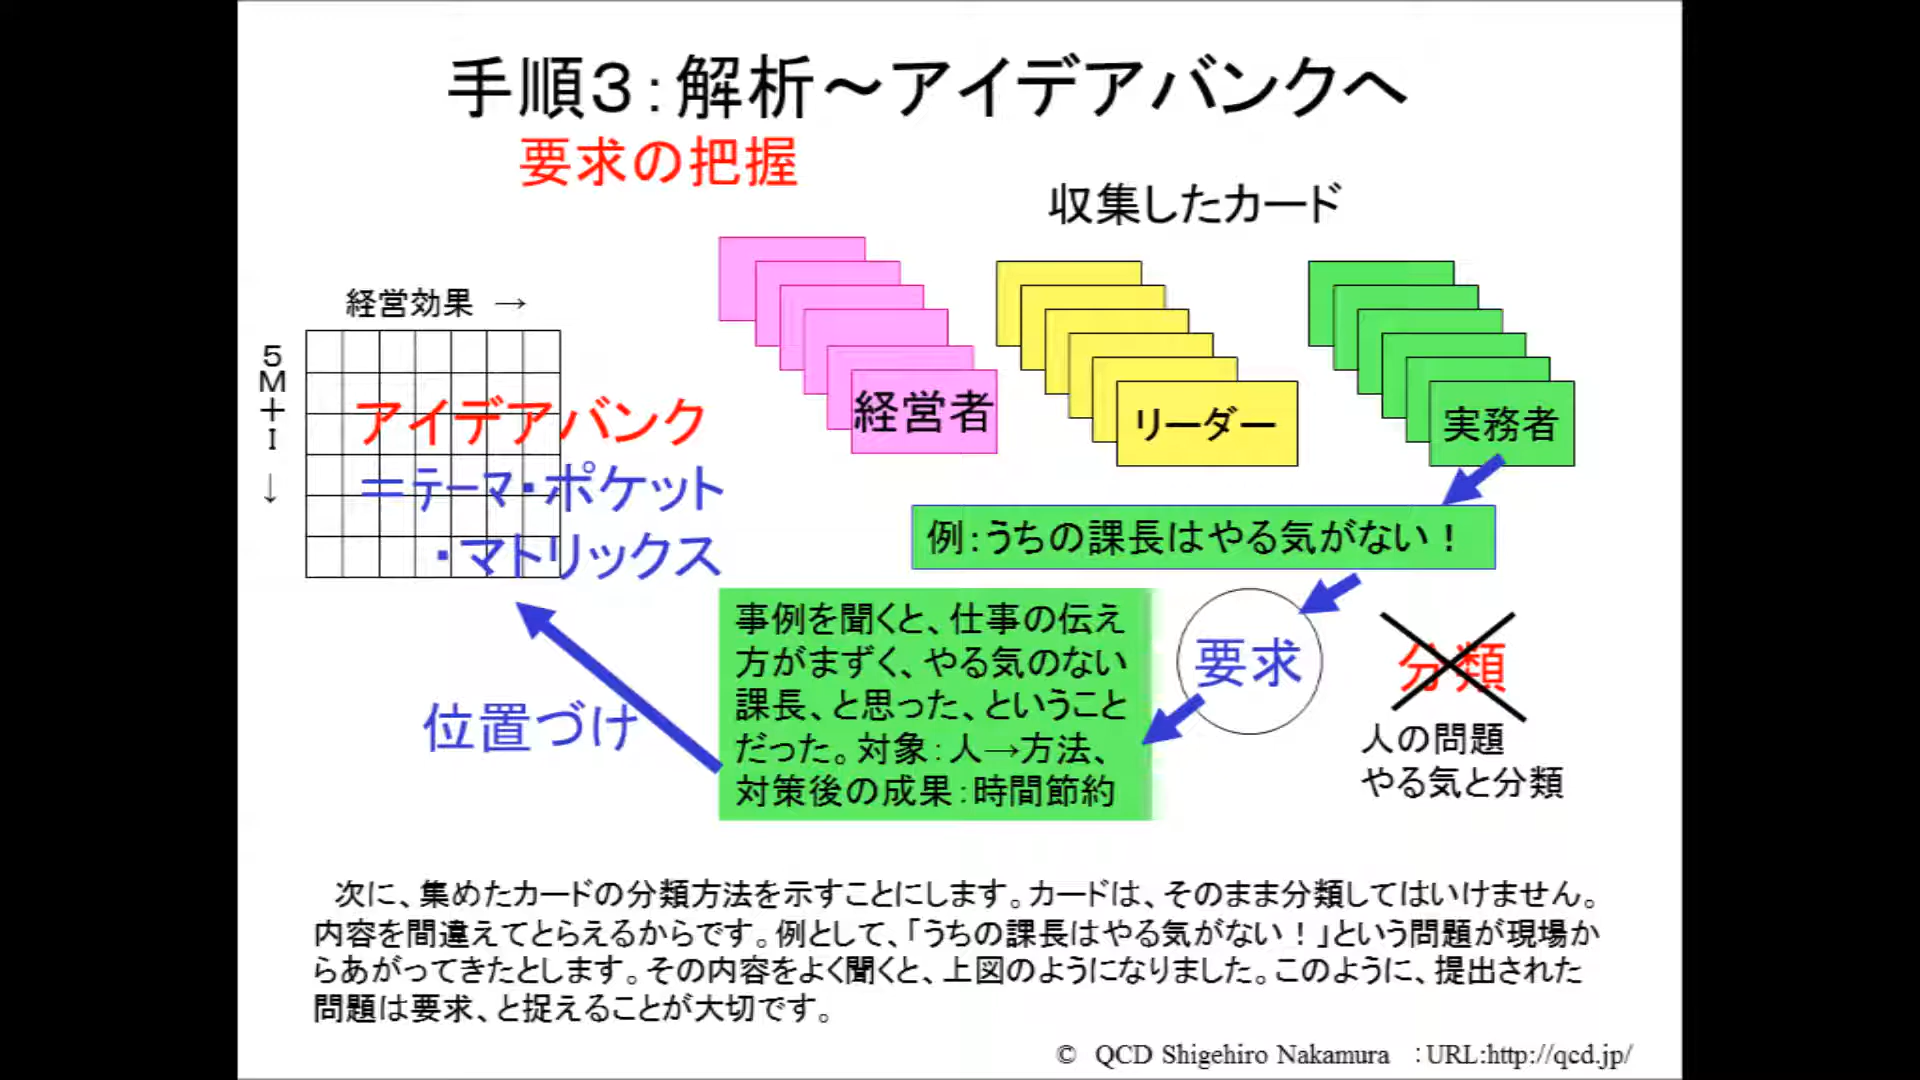 手順3：解析～アイデアバンクへ
要求の把握
収集したカード
経営効果 →
5M＋I ↓
アイデアバンク
＝テーマ・ポケット
・マトリックス
経営者
リーダー
実務者
例：うちの課長はやる気がない！
要求
事例を聞くと、仕事の伝え
方がまずく、やる気のない
課長、と思った、ということ
だった。対象：人→方法、
対策後の成果：時間節約
位置づけ
分類
人の問題
やる気と分類
次に、集めたカードの分類方法を示すことにします。カードは、そのまま分類してはいけません。
内容を間違えてとらえるからです。例として、「うちの課長はやる気がない！」という問題が現場か
らあがってきたとします。その内容をよく聞くと、上図のようになりました。このように、提出された
問題は要求、と捉えることが大切です。
© QCD Shigehiro Nakamura ：URL:http://qcd.jp/